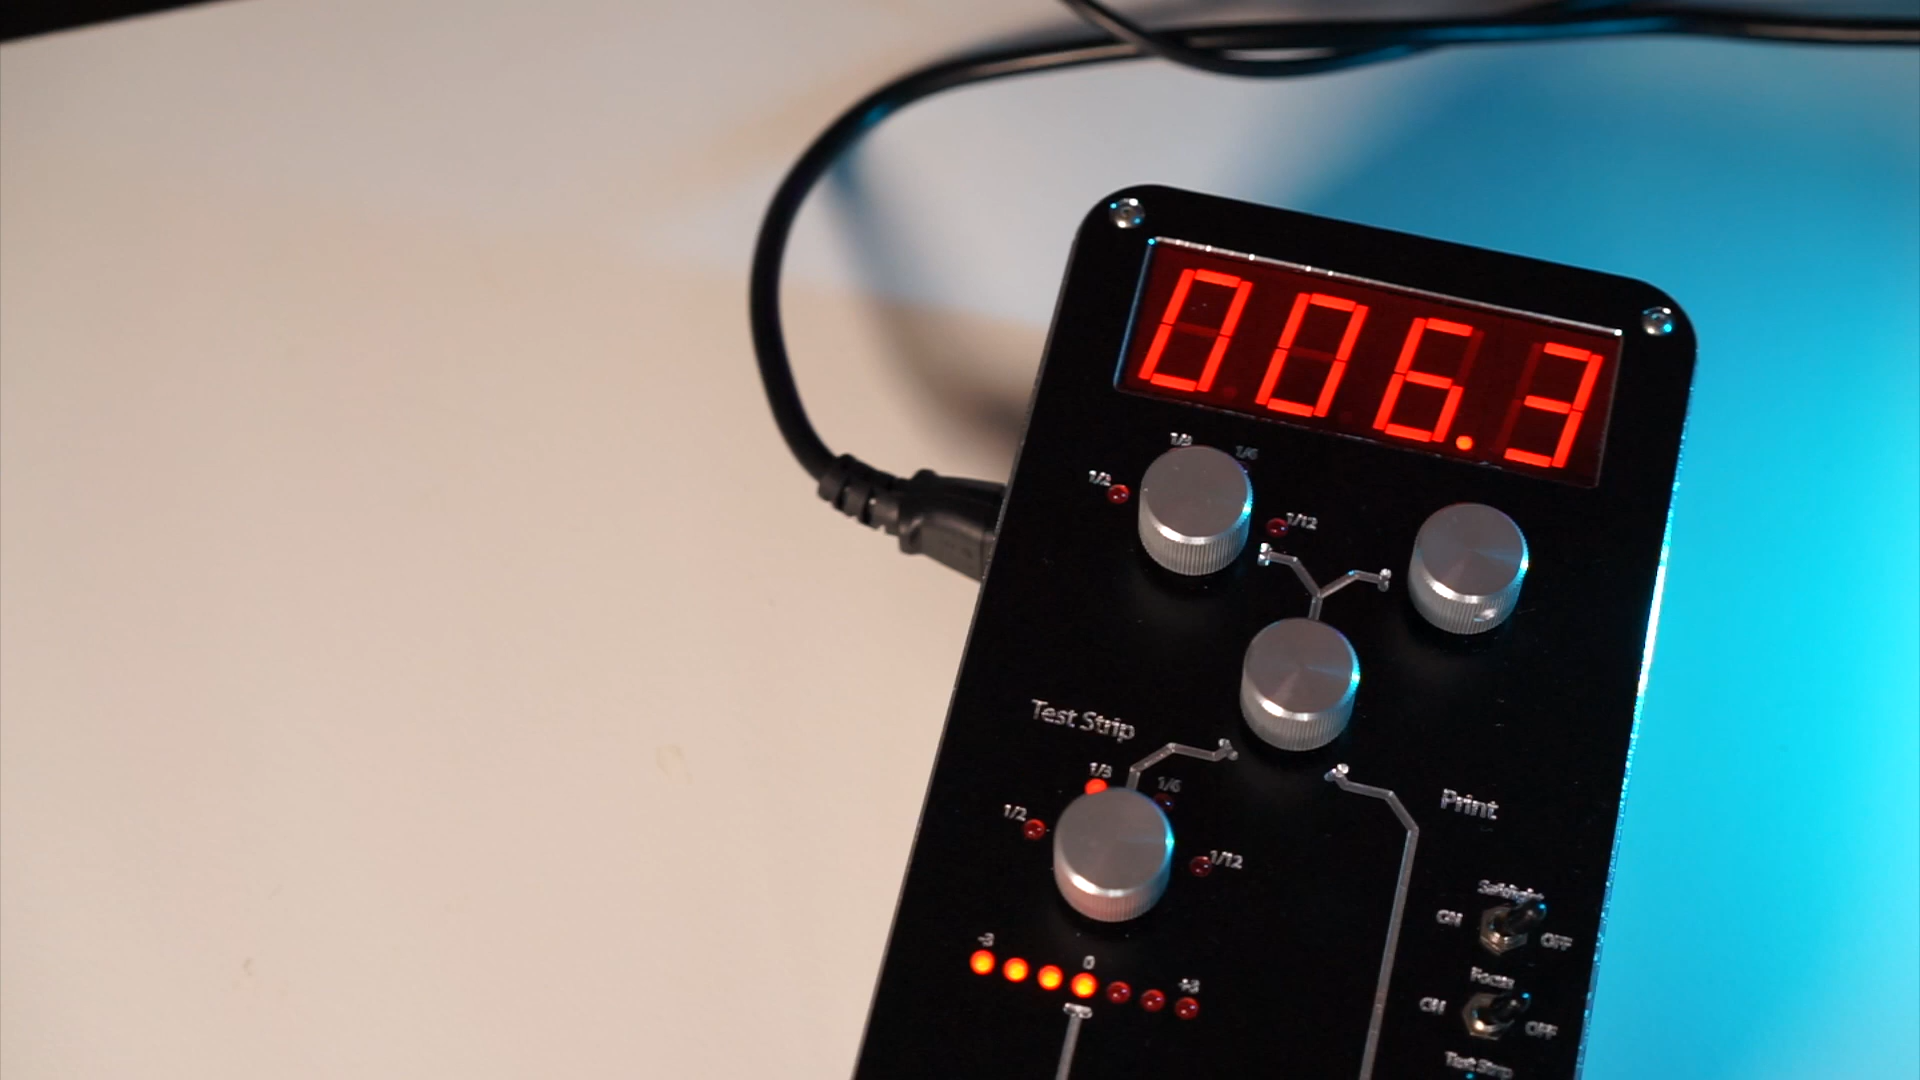 006.3
1/3 1/6
1/2
1/12
Test Strip
1/3 1/6
1/2
1/12
Print
Safelight
ON OFF
-3 0 +3
Focus
ON OFF
Test Strip